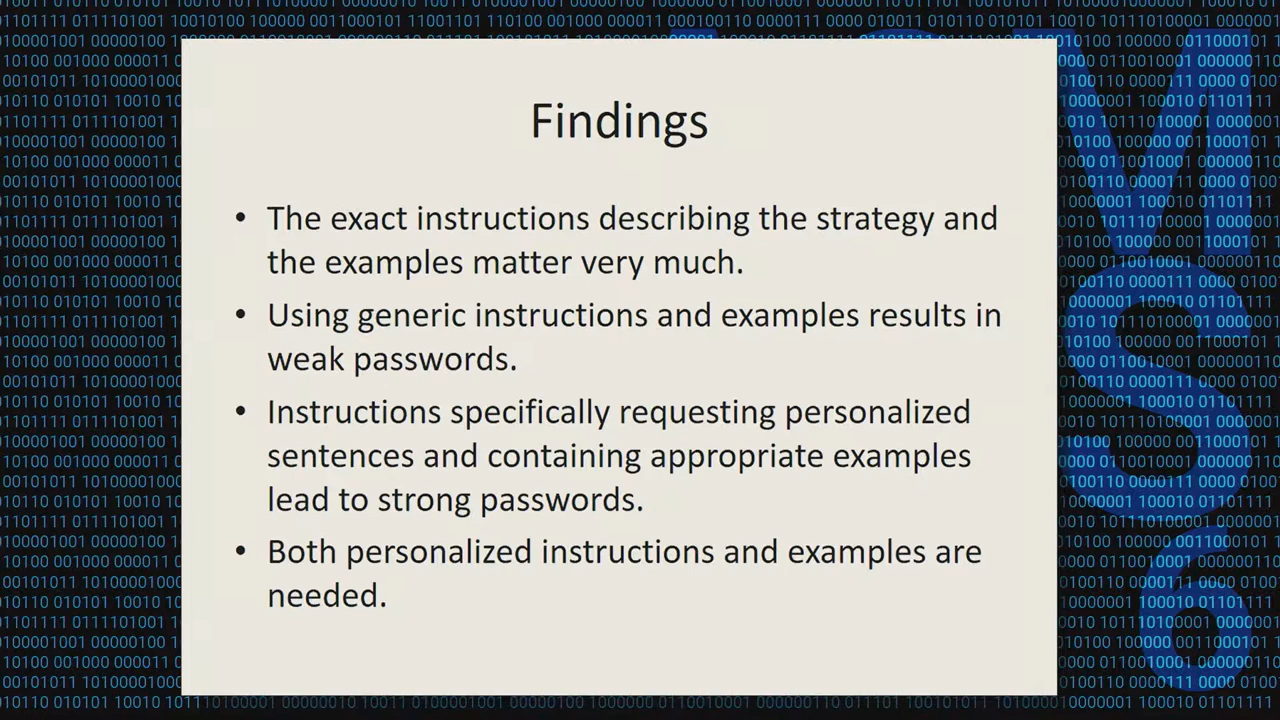 Findings
• The exact instructions describing the strategy and
the examples matter very much.
• Using generic instructions and examples results in
weak passwords.
• Instructions specifically requesting personalized
sentences and containing appropriate examples
lead to strong passwords.
• Both personalized instructions and examples are
needed.